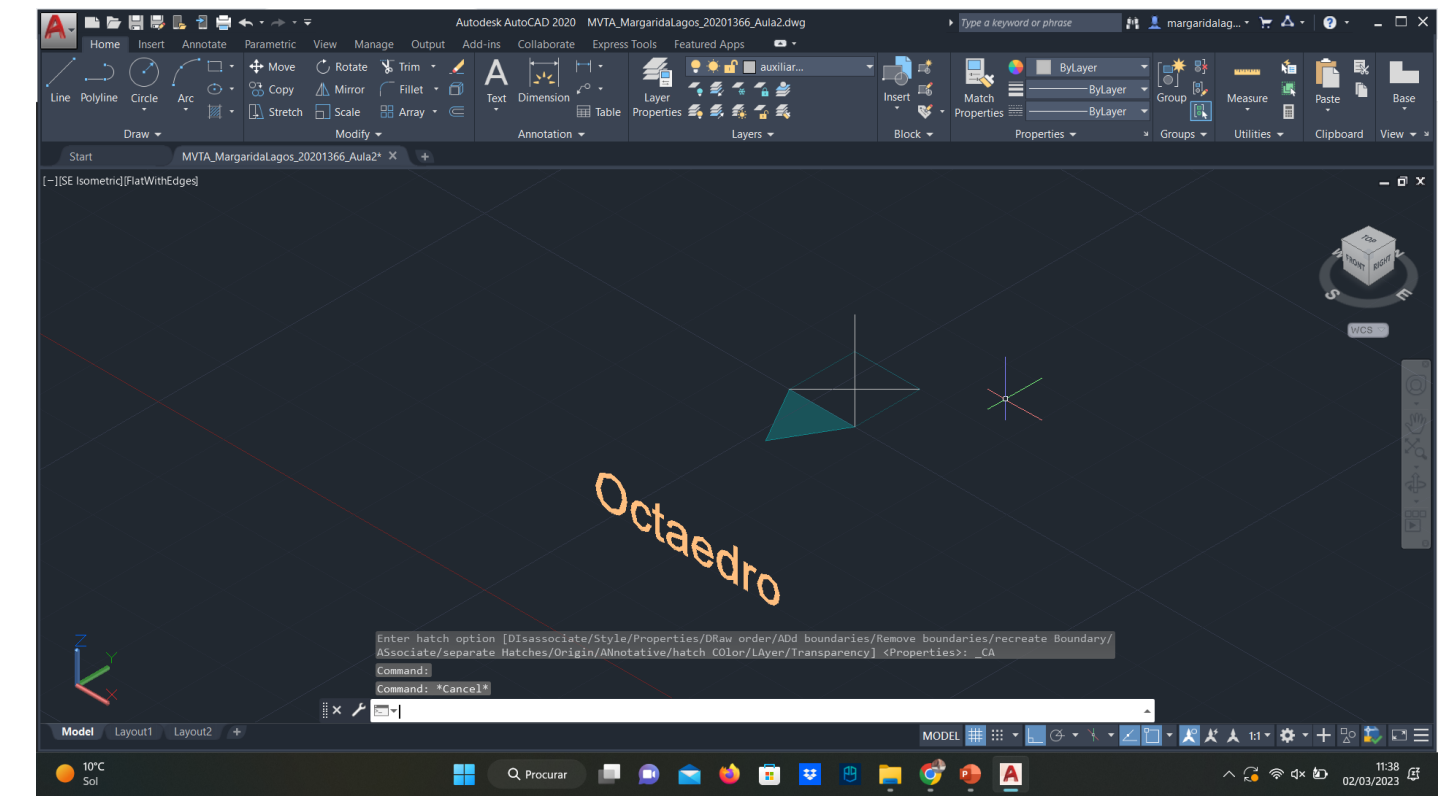 Autodesk AutoCAD 2020 MVTA_MargaridaLagos_20201366_Aula2.dwg
Type a keyword or phrase
margaridalag...
Home Insert Annotate Parametric View Manage Output Add-ins Collaborate Express Tools Featured Apps
Move Rotate Trim
auxiliar...
ByLayer
Line Polyline Circle Arc
Copy Mirror Fillet
Text Dimension
Layer
Properties
Insert
Match
Properties
ByLayer
Group
Measure
Paste
Base
Stretch Scale Array
Table
ByLayer
Draw Modify Annotation Layers Block Properties Groups Utilities Clipboard View
Start MVTA_MargaridaLagos_20201366_Aula2* +
[−][SE Isometric][FlatWithEdges]
TOP
FRONT RIGHT
W N
S E
WCS
Octaedro
Z
Y
X
Enter hatch option [DIsassociate/Style/Properties/DRaw order/ADd boundaries/Remove boundaries/recreate Boundary/
ASsociate/separate Hatches/Origin/ANnotative/hatch COlor/LAyer/Transparency] <Properties>: _CA
Command:
Command: *Cancel*
Model Layout1 Layout2 +
MODEL
1:1
10°C
Sol
Procurar
11:38
02/03/2023